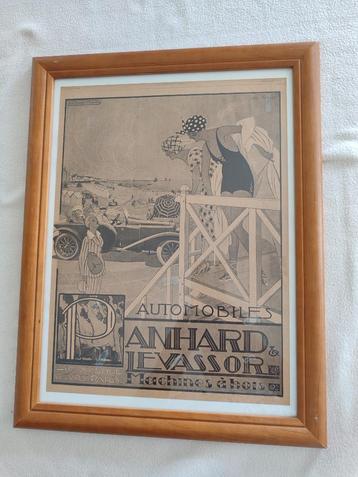 AUTOMOBILES
PANHARD &
LEVASSOR
Machines à bois